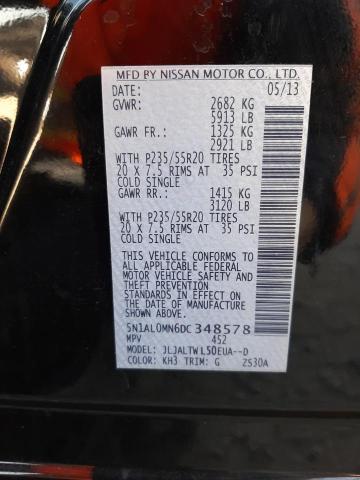 MFD BY NISSAN MOTOR CO., LTD.
DATE: 05/13
GVWR: 2682 KG
5913 LB
GAWR FR.: 1325 KG
2921 LB
WITH P235/55R20 TIRES
20 X 7.5 RIMS AT 35 PSI
COLD SINGLE
GAWR RR.: 1415 KG
3120 LB
WITH P235/55R20 TIRES
20 X 7.5 RIMS AT 35 PSI
COLD SINGLE
THIS VEHICLE CONFORMS TO
ALL APPLICABLE FEDERAL
MOTOR VEHICLE SAFETY AND
THEFT PREVENTION
STANDARDS IN EFFECT ON
THE DATE OF MANUFACTURE
SHOWN ABOVE.
5N1AL0MN6DC348578
MPV 452
MODEL: JLJALTWL50EUA--D
COLOR: KH3 TRIM: G ZS30A